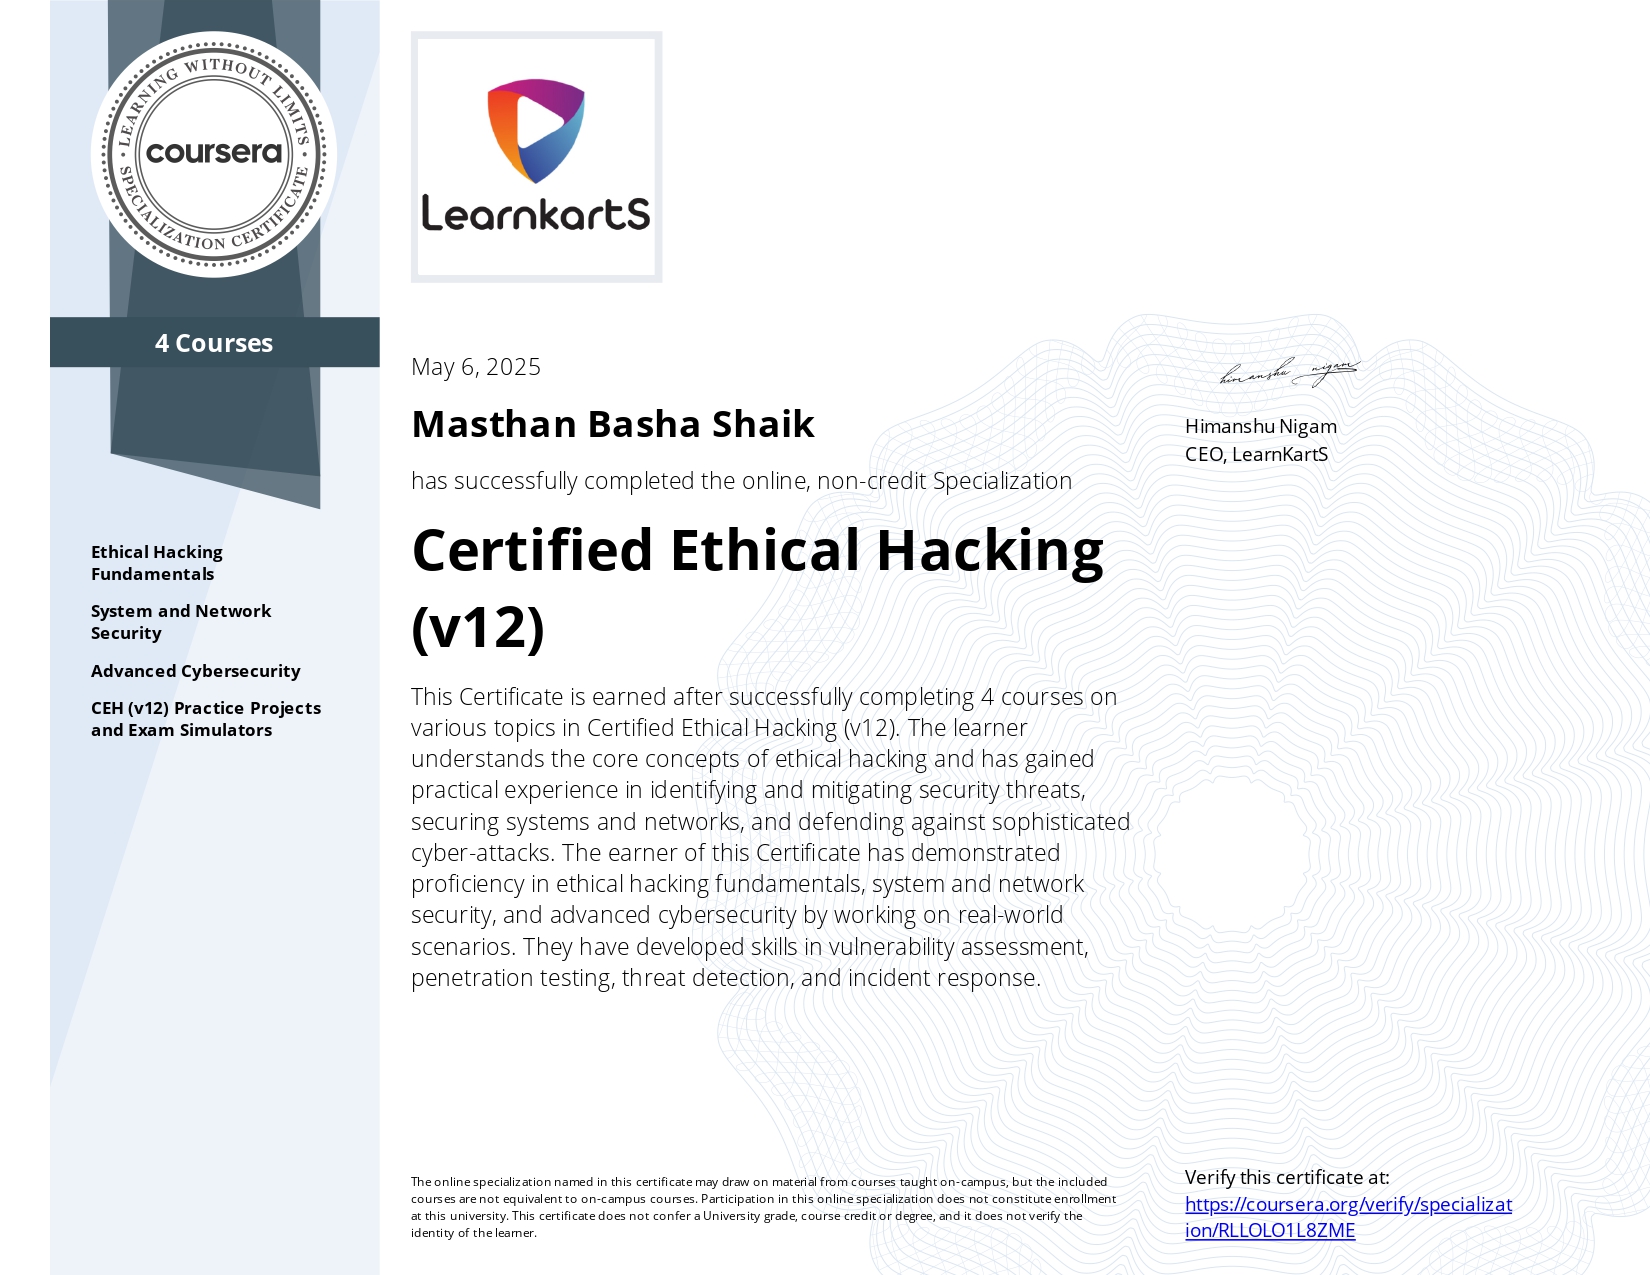 LEARNING WITHOUT LIMITS
coursera
SPECIALIZATION CERTIFICATE
4 Courses
Ethical Hacking
Fundamentals
System and Network
Security
Advanced Cybersecurity
CEH (v12) Practice Projects
and Exam Simulators
LearnkartS
May 6, 2025
Masthan Basha Shaik
has successfully completed the online, non-credit Specialization
Certified Ethical Hacking
(v12)
This Certificate is earned after successfully completing 4 courses on
various topics in Certified Ethical Hacking (v12). The learner
understands the core concepts of ethical hacking and has gained
practical experience in identifying and mitigating security threats,
securing systems and networks, and defending against sophisticated
cyber-attacks. The earner of this Certificate has demonstrated
proficiency in ethical hacking fundamentals, system and network
security, and advanced cybersecurity by working on real-world
scenarios. They have developed skills in vulnerability assessment,
penetration testing, threat detection, and incident response.
himanshu nigam
Himanshu Nigam
CEO, LearnKartS
The online specialization named in this certificate may draw on material from courses taught on-campus, but the included
courses are not equivalent to on-campus courses. Participation in this online specialization does not constitute enrollment
at this university. This certificate does not confer a University grade, course credit or degree, and it does not verify the
identity of the learner.
Verify this certificate at:
https://coursera.org/verify/specializat
ion/RLLOLO1L8ZME